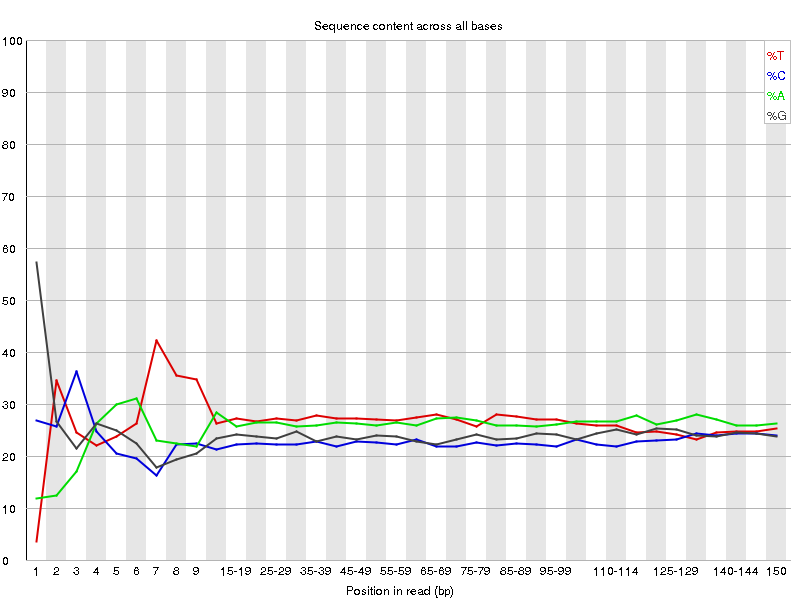 Sequence content across all bases
100
90
80
70
60
50
40
30
20
10
0
%T
%C
%A
%G
1 2 3 4 5 6 7 8 9 15-19 25-29 35-39 45-49 55-59 65-69 75-79 85-89 95-99 110-114 125-129 140-144 150
Position in read (bp)